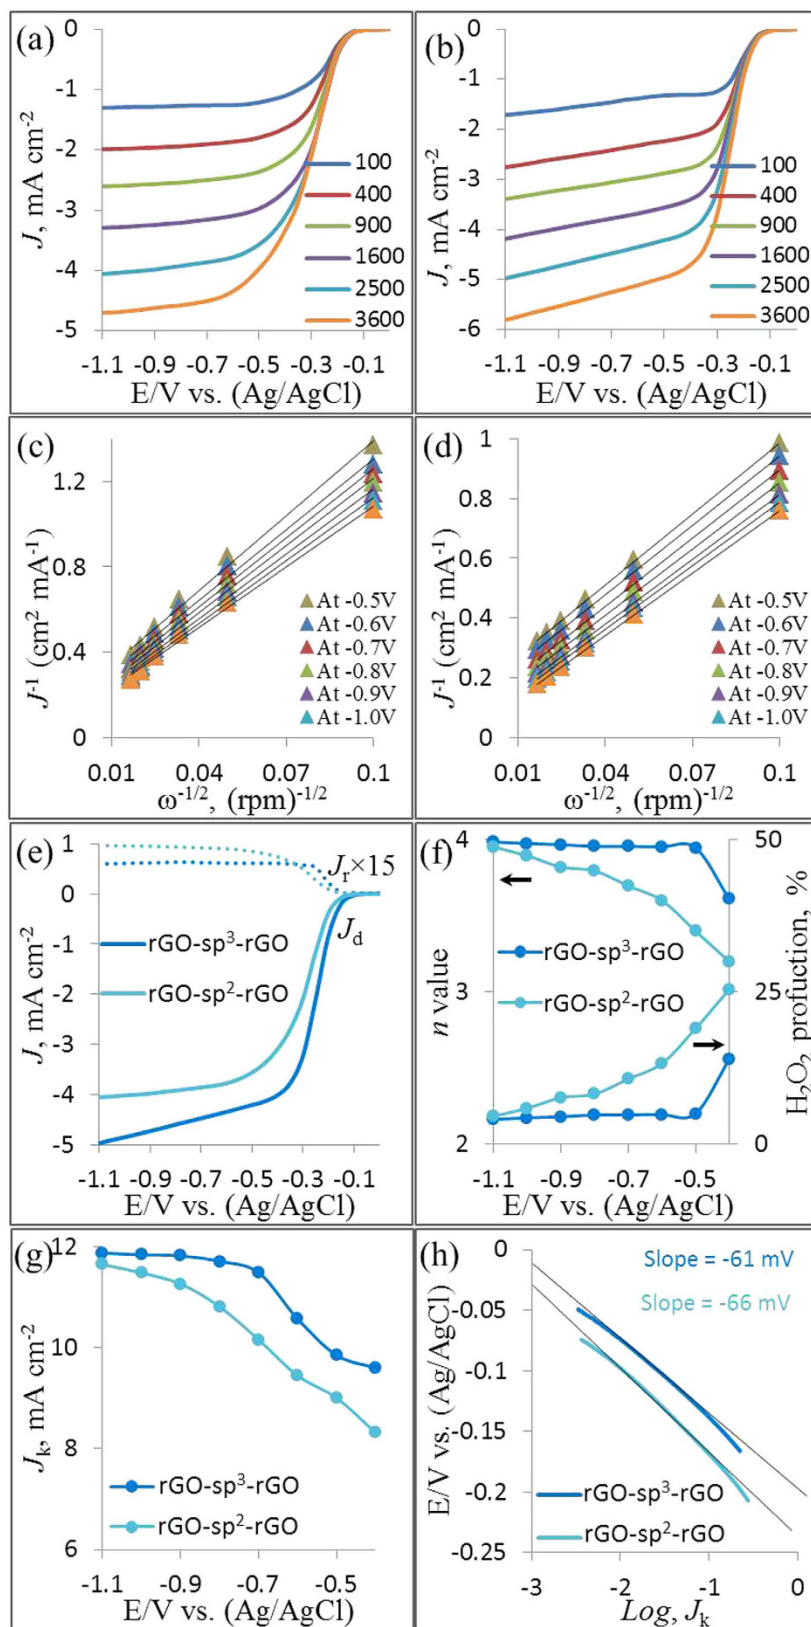 (a)
0
-1
-2
-3
-4
-5
J, mA cm-2
100
400
900
1600
2500
3600
-1.1 -0.9 -0.7 -0.5 -0.3 -0.1
E/V vs. (Ag/AgCl)
(b)
0
-1
-2
-3
-4
-5
-6
J, mA cm-2
100
400
900
1600
2500
3600
-1.1 -0.9 -0.7 -0.5 -0.3 -0.1
E/V vs. (Ag/AgCl)
(c)
1.2
0.8
0.4
0
J-1 (cm2 mA-1)
At -0.5V
At -0.6V
At -0.7V
At -0.8V
At -0.9V
At -1.0V
0.01 0.04 0.07 0.1
ω-1/2, (rpm)-1/2
(d)
1
0.8
0.6
0.4
0.2
0
J-1 (cm2 mA-1)
At -0.5V
At -0.6V
At -0.7V
At -0.8V
At -0.9V
At -1.0V
0.01 0.04 0.07 0.1
ω-1/2, (rpm)-1/2
(e)
1
0
-1
-2
-3
-4
-5
J, mA cm-2
Jr×15
Jd
rGO-sp3-rGO
rGO-sp2-rGO
-1.1 -0.9 -0.7 -0.5 -0.3 -0.1
E/V vs. (Ag/AgCl)
(f)
4
3
2
n value
50
25
0
H2O2, profuction, %
rGO-sp3-rGO
rGO-sp2-rGO
-1.1 -0.9 -0.7 -0.5
E/V vs. (Ag/AgCl)
(g)
12
10
8
6
Jk, mA cm-2
rGO-sp3-rGO
rGO-sp2-rGO
-1.1 -0.9 -0.7 -0.5
E/V vs. (Ag/AgCl)
(h)
0
-0.05
-0.1
-0.15
-0.2
-0.25
E/V vs. (Ag/AgCl)
Slope = -61 mV
Slope = -66 mV
rGO-sp3-rGO
rGO-sp2-rGO
-3 -2 -1 0
Log, Jk